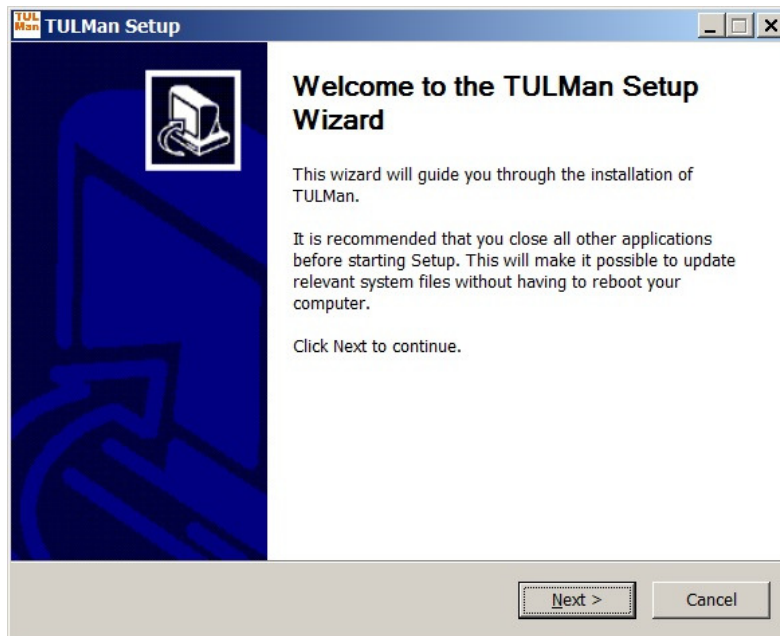 TUL
Man
TULMan Setup
Welcome to the TULMan Setup
Wizard
This wizard will guide you through the installation of
TULMan.
It is recommended that you close all other applications
before starting Setup. This will make it possible to update
relevant system files without having to reboot your
computer.
Click Next to continue.
Next >
Cancel